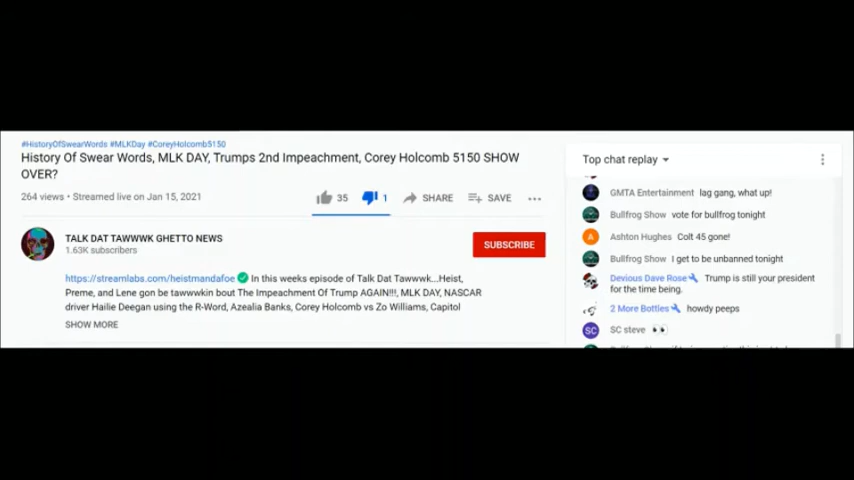 #HistoryOfSwearWords #MLKDay #CoreyHolcomb5150
History Of Swear Words, MLK DAY, Trumps 2nd Impeachment, Corey Holcomb 5150 SHOW
OVER?
264 views • Streamed live on Jan 15, 2021
35
1
SHARE
SAVE
TALK DAT TAWWWK GHETTO NEWS
1.63K subscribers
SUBSCRIBE
https://streamlabs.com/heistmandafoe ✅ In this weeks episode of Talk Dat Tawwwk...Heist,
Preme, and Lene gon be tawwwkin bout The Impeachment Of Trump AGAIN!!!, MLK DAY, NASCAR
driver Hailie Deegan using the R-Word, Azealia Banks, Corey Holcomb vs Zo Williams, Capitol
SHOW MORE
Top chat replay
GMTA Entertainment lag gang, what up!
Bullfrog Show vote for bullfrog tonight
A Ashton Hughes Colt 45 gone!
Bullfrog Show I get to be unbanned tonight
Devious Dave Rose Trump is still your president
for the time being.
2 More Bottles howdy peeps
SC SC steve 👀